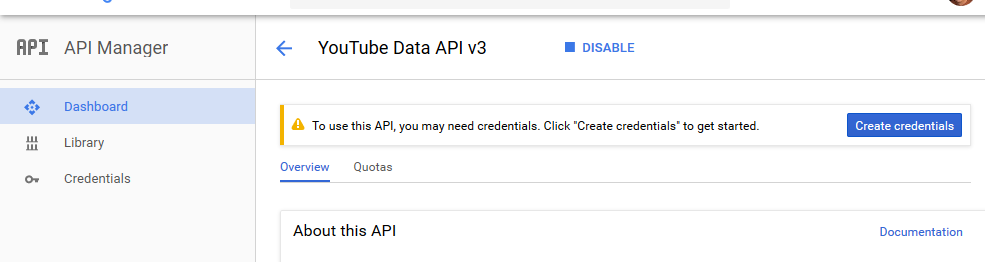 API API Manager
YouTube Data API v3
DISABLE
Dashboard
Library
Credentials
To use this API, you may need credentials. Click "Create credentials" to get started.
Create credentials
Overview Quotas
About this API
Documentation